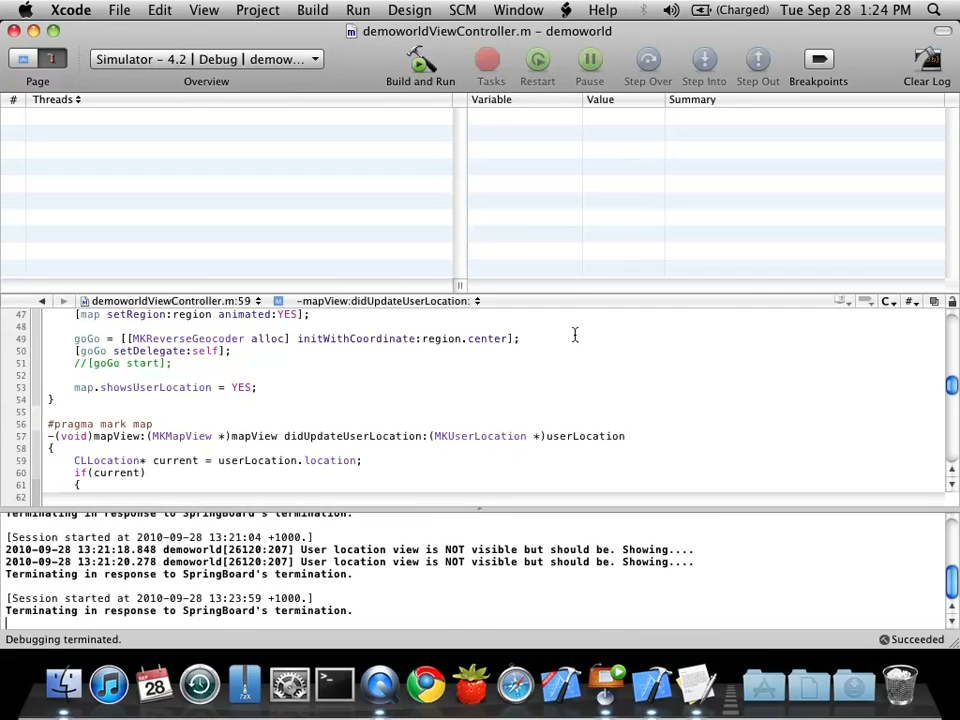 Xcode File Edit View Project Build Run Design SCM Window Help (Charged) Tue Sep 28 1:24 PM
demoworldViewController.m - demoworld
Simulator - 4.2 | Debug | demow...
Page Overview Build and Run Tasks Restart Pause Step Over Step Into Step Out Breakpoints Clear Log
# Threads Variable Value Summary
demoworldViewController.m:59 M -mapView:didUpdateUserLocation: C #
47 [map setRegion:region animated:YES];
48
49 goGo = [[MKReverseGeocoder alloc] initWithCoordinate:region.center];
50 [goGo setDelegate:self];
51 //[goGo start];
52
53 map.showsUserLocation = YES;
54 }
55
56 #pragma mark map
57 -(void)mapView:(MKMapView *)mapView didUpdateUserLocation:(MKUserLocation *)userLocation
58 {
59 CLLocation* current = userLocation.location;
60 if(current)
61 {
62
Terminating in response to SpringBoard's termination.
[Session started at 2010-09-28 13:21:04 +1000.]
2010-09-28 13:21:18.848 demoworld[26120:207] User location view is NOT visible but should be. Showing....
2010-09-28 13:21:20.278 demoworld[26120:207] User location view is NOT visible but should be. Showing....
Terminating in response to SpringBoard's termination.
[Session started at 2010-09-28 13:23:59 +1000.]
Terminating in response to SpringBoard's termination.
Debugging terminated. Succeeded
SEP
28
7zX
>_